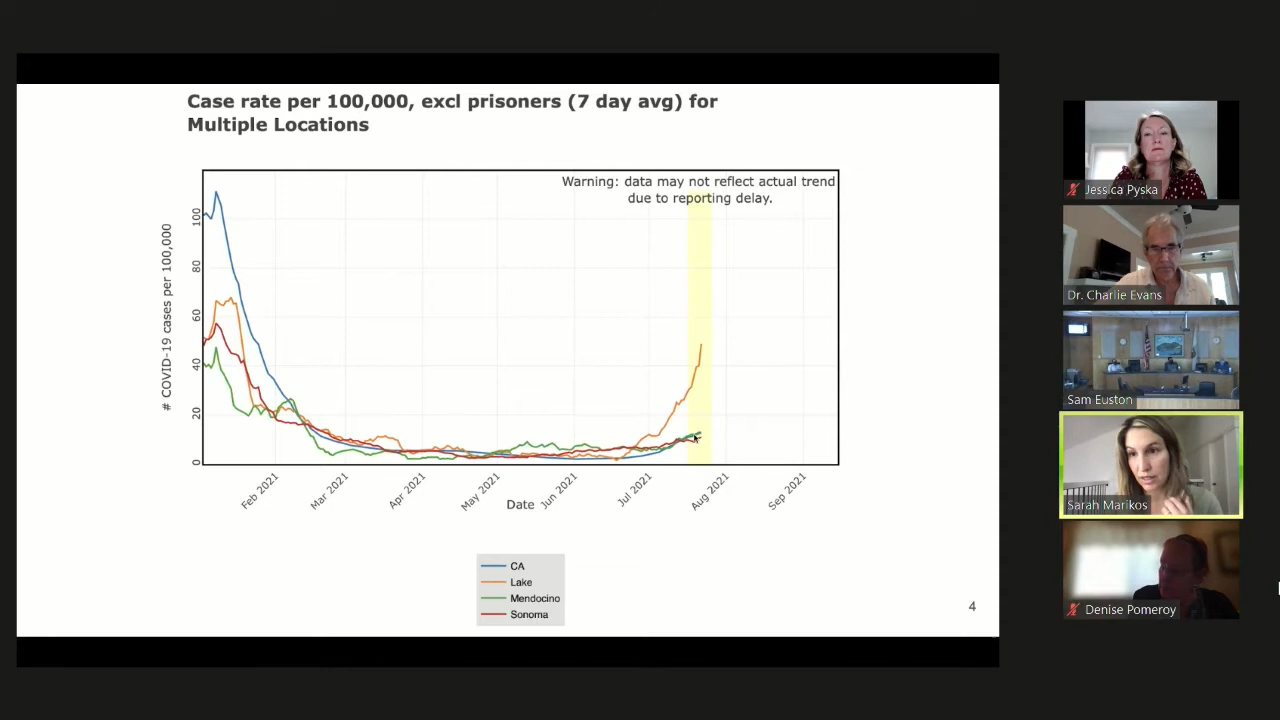 Case rate per 100,000, excl prisoners (7 day avg) for
Multiple Locations
Warning: data may not reflect actual trend
due to reporting delay.
# COVID-19 cases per 100,000
100
80
60
40
20
0
Feb 2021
Mar 2021
Apr 2021
May 2021
Jun 2021
Jul 2021
Aug 2021
Sep 2021
Date
CA
Lake
Mendocino
Sonoma
4
Jessica Pyska
Dr. Charlie Evans
Sam Euston
Sarah Marikos
Denise Pomeroy